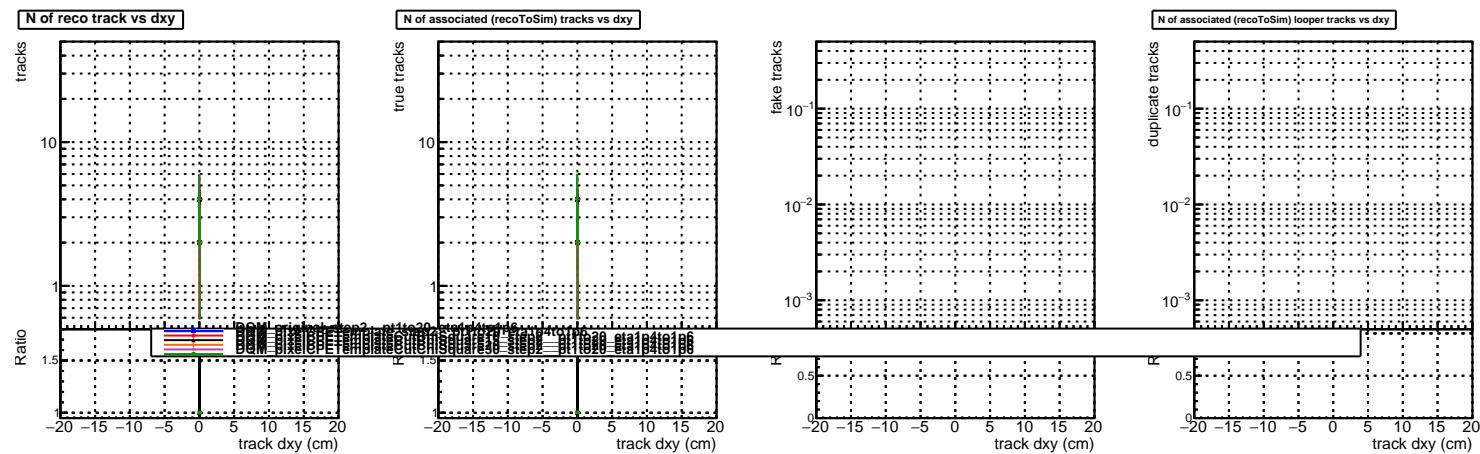 N of reco track vs dxy
N of associated (recoToSim) tracks vs dxy
N of associated (recoToSim) looper tracks vs dxy
tracks
10
1
Ratio
1.5
1
−20 −15 −10 −5 0 5 10 15 20
track dxy (cm)
true tracks
10
1
1.5
1
−20 −15 −10 −5 0 5 10 15 20
track dxy (cm)
fake tracks
10−1
10−2
10−3
0.5
0
−20 −15 −10 −5 0 5 10 15 20
track dxy (cm)
duplicate tracks
10−1
10−2
10−3
0.5
0
−20 −15 −10 −5 0 5 10 15 20
track dxy (cm)